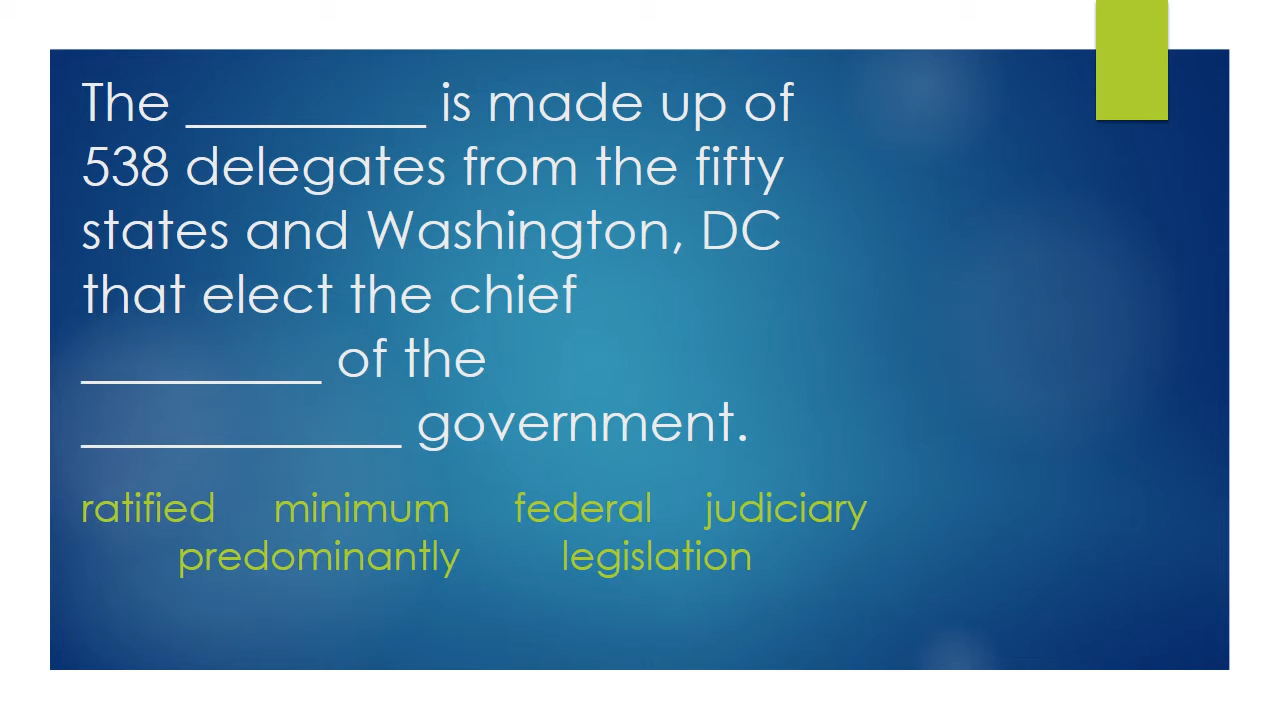 The _________ is made up of
538 delegates from the fifty
states and Washington, DC
that elect the chief
_________ of the
____________ government.
ratified minimum federal judiciary
predominantly legislation